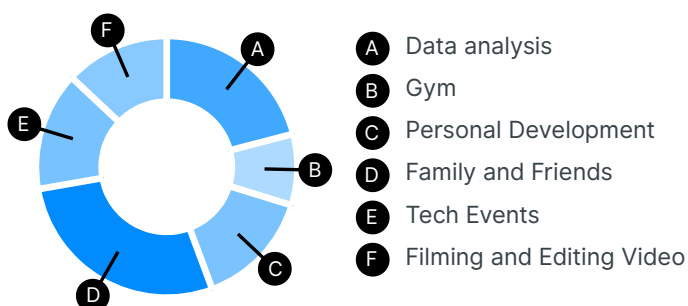 F
A
E
B
C
D
A Data analysis
B Gym
C Personal Development
D Family and Friends
E Tech Events
F Filming and Editing Video